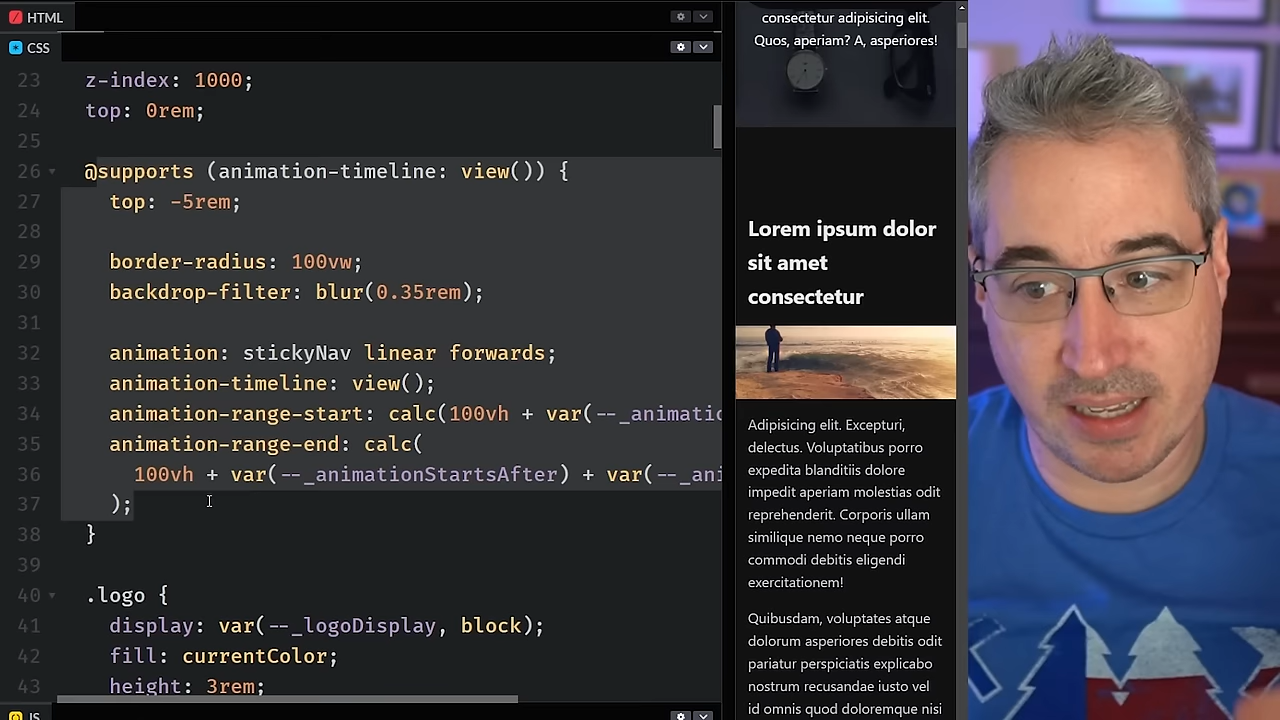 HTML
CSS
23 z-index: 1000;
24 top: 0rem;
25
26 @supports (animation-timeline: view()) {
27 top: -5rem;
28
29 border-radius: 100vw;
30 backdrop-filter: blur(0.35rem);
31
32 animation: stickyNav linear forwards;
33 animation-timeline: view();
34 animation-range-start: calc(100vh + var(--_animatio
35 animation-range-end: calc(
36 100vh + var(--_animationStartsAfter) + var(--_ani
37 );
38 }
39
40 .logo {
41 display: var(--_logoDisplay, block);
42 fill: currentColor;
43 height: 3rem;
JS
consectetur adipisicing elit.
Quos, aperiam? A, asperiores!
Lorem ipsum dolor
sit amet
consectetur
Adipisicing elit. Excepturi,
delectus. Voluptatibus porro
expedita blanditiis dolore
impedit aperiam molestias odit
reprehenderit. Corporis ullam
similique nemo neque porro
commodi debitis eligendi
exercitationem!
Quibusdam, voluptates atque
dolorum asperiores debitis odit
pariatur perspiciatis explicabo
nostrum recusandae iusto vel
id omnis quod doloremque nisi